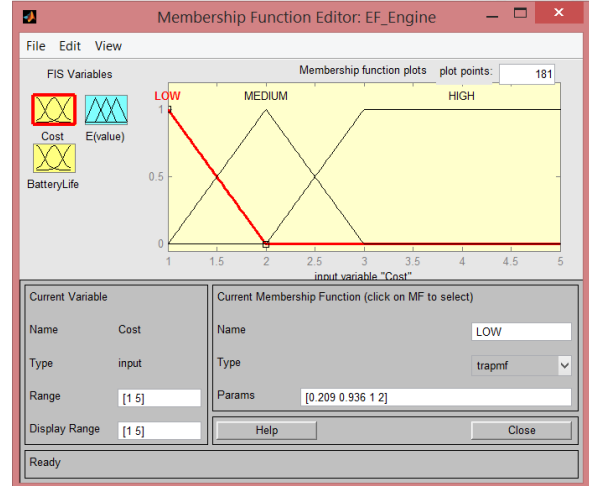 Membership Function Editor: EF_Engine
File Edit View
FIS Variables
Membership function plots plot points: 181
LOW MEDIUM HIGH
1
0.5
0
Cost E(value)
BatteryLife
1 1.5 2 2.5 3 3.5 4 4.5 5
input variable "Cost"
Current Variable
Name Cost
Type input
Range [1 5]
Display Range [1 5]
Current Membership Function (click on MF to select)
Name LOW
Type trapmf
Params [0.209 0.936 1 2]
Help Close
Ready